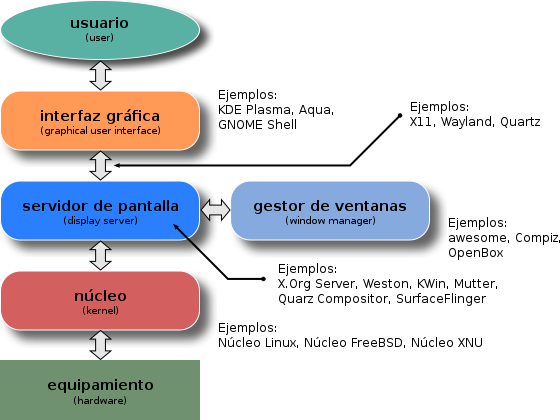 usuario
(user)
interfaz gráfica
(graphical user interface)
Ejemplos:
KDE Plasma, Aqua,
GNOME Shell
Ejemplos:
X11, Wayland, Quartz
servidor de pantalla
(display server)
gestor de ventanas
(window manager)
Ejemplos:
awesome, Compiz,
OpenBox
Ejemplos:
X.Org Server, Weston, KWin, Mutter,
Quarz Compositor, SurfaceFlinger
núcleo
(kernel)
Ejemplos:
Núcleo Linux, Núcleo FreeBSD, Núcleo XNU
equipamiento
(hardware)